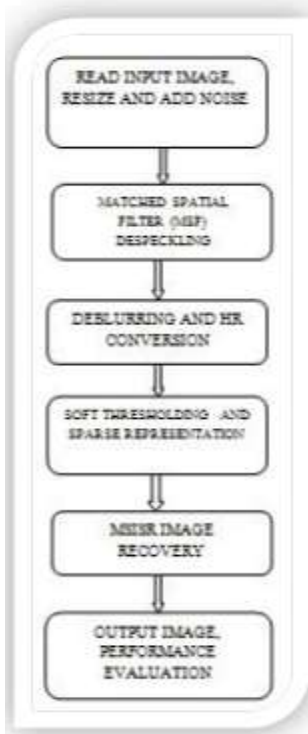 READ INPUT IMAGE,
RESIZE AND ADD NOISE
MATCHED SPATIAL
FILTER (MSF)
DESPECKLING
DEBLURRING AND HR
CONVERSION
SOFT THRESHOLDING AND
SPARSE REPRESENTATION
MSISR IMAGE
RECOVERY
OUTPUT IMAGE,
PERFORMANCE
EVALUATION